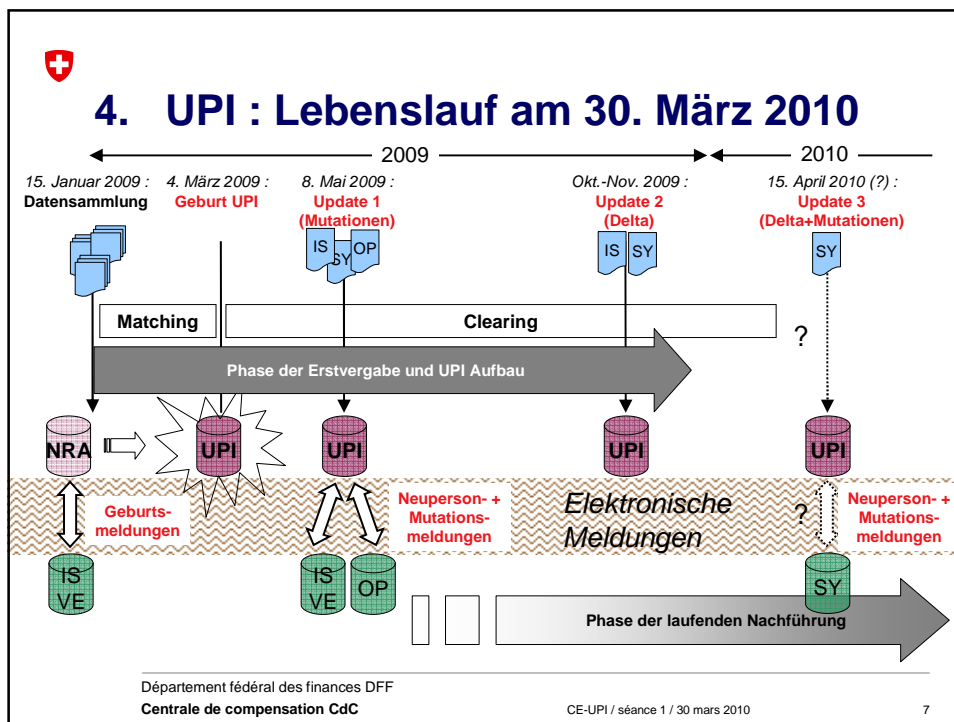 4. UPI : Lebenslauf am 30. März 2010
2009
2010
15. Januar 2009 :
Datensammlung
4. März 2009 :
Geburt UPI
8. Mai 2009 :
Update 1
(Mutationen)
Okt.-Nov. 2009 :
Update 2
(Delta)
15. April 2010 (?) :
Update 3
(Delta+Mutationen)
IS
SY
OP
IS
SY
SY
Matching
Clearing
?
Phase der Erstvergabe und UPI Aufbau
NRA
UPI
UPI
UPI
UPI
Geburts-
meldungen
Neuperson- +
Mutations-
meldungen
Elektronische
Meldungen
?
Neuperson- +
Mutations-
meldungen
IS
VE
IS
VE
OP
SY
Phase der laufenden Nachführung
Département fédéral des finances DFF
Centrale de compensation CdC
CE-UPI / séance 1 / 30 mars 2010
7